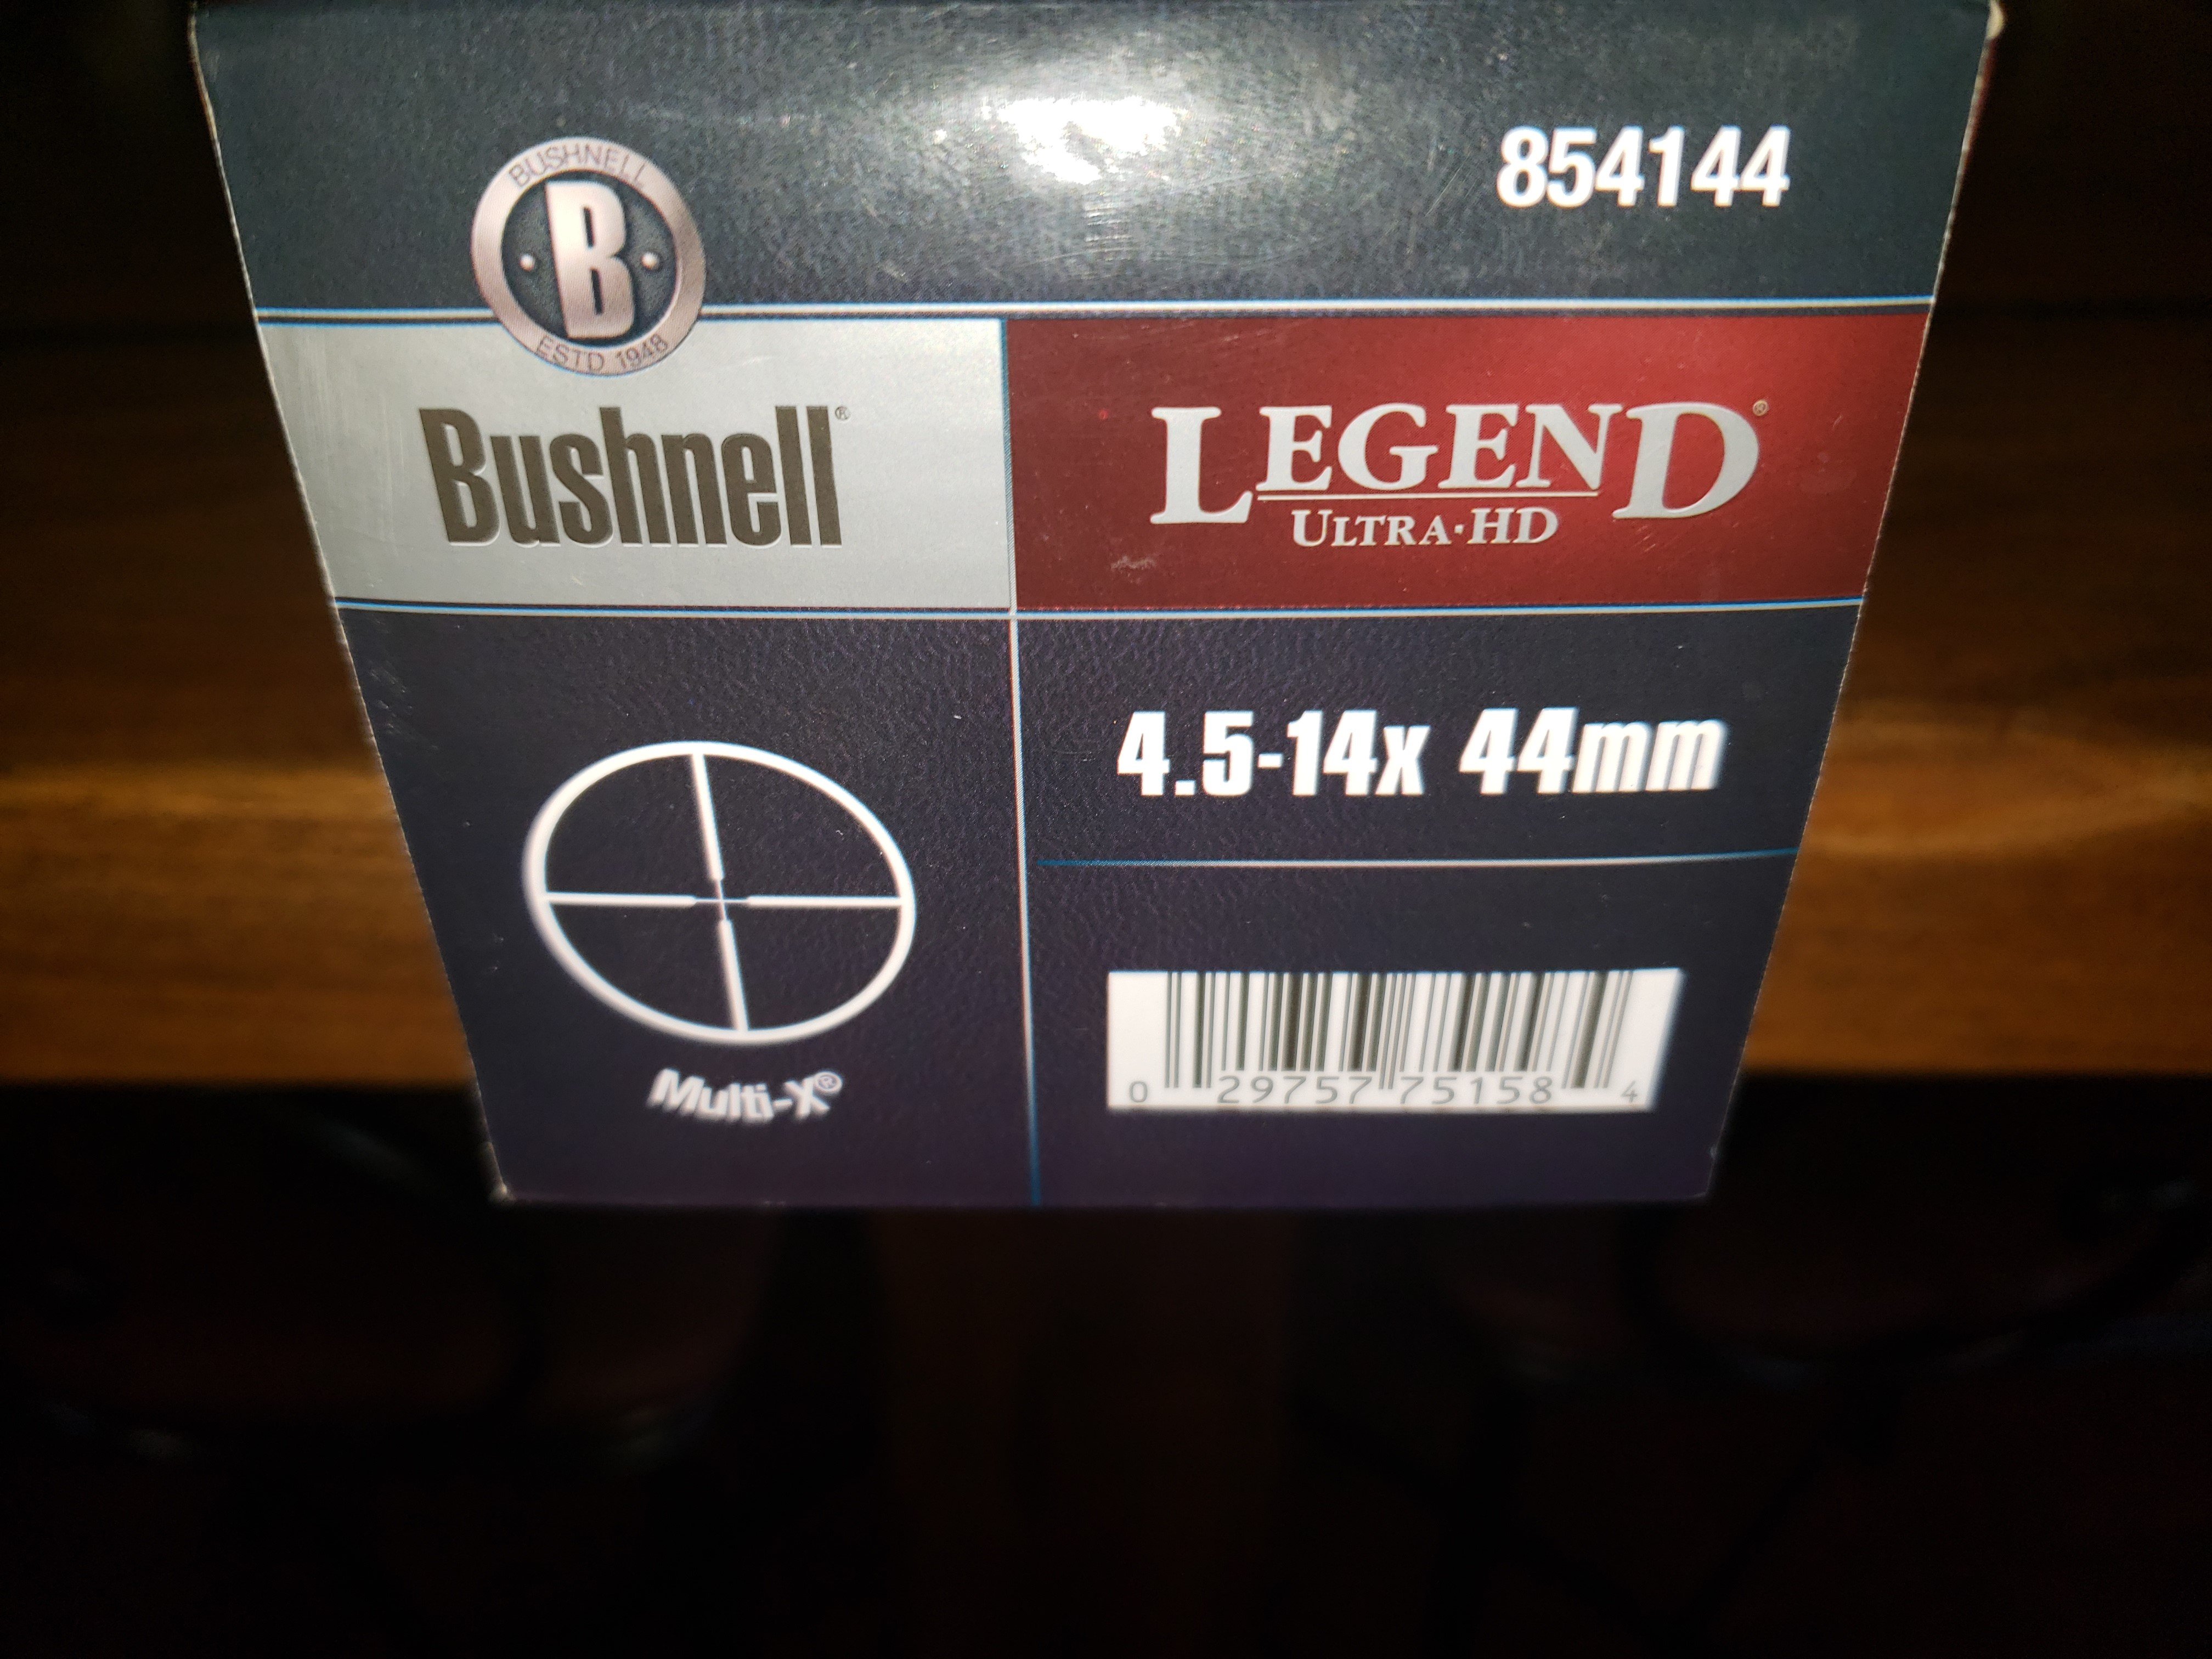 854144
BUSHNELL
B
ESTD 1948
Bushnell®
LEGEND®
ULTRA·HD
4.5-14x 44mm
Multi-X®
0 29757 75158 4